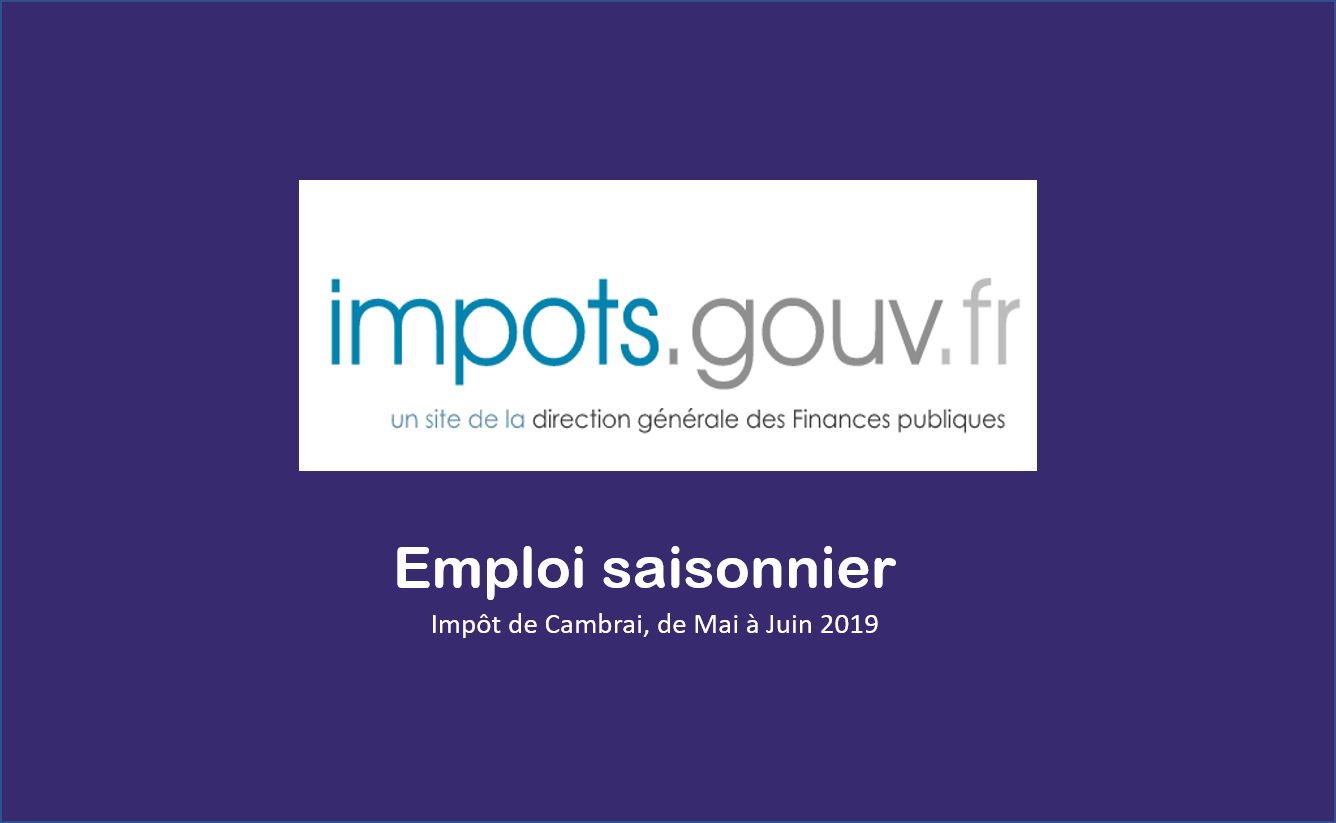 impots.gouv.fr
un site de la direction générale des Finances publiques
Emploi saisonnier
Impôt de Cambrai, de Mai à Juin 2019